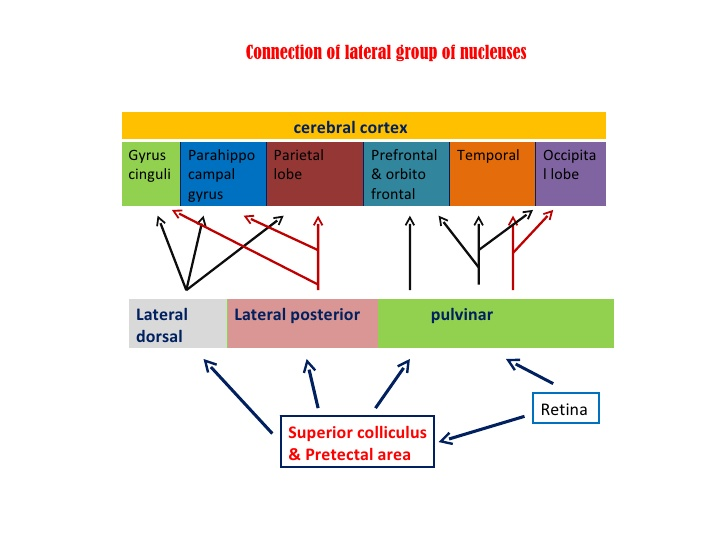 Connection of lateral group of nucleuses
cerebral cortex
Gyrus
cinguli
Parahippo
campal
gyrus
Parietal
lobe
Prefrontal
& orbito
frontal
Temporal
Occipita
l lobe
Lateral
dorsal
Lateral posterior
pulvinar
Retina
Superior colliculus
& Pretectal area